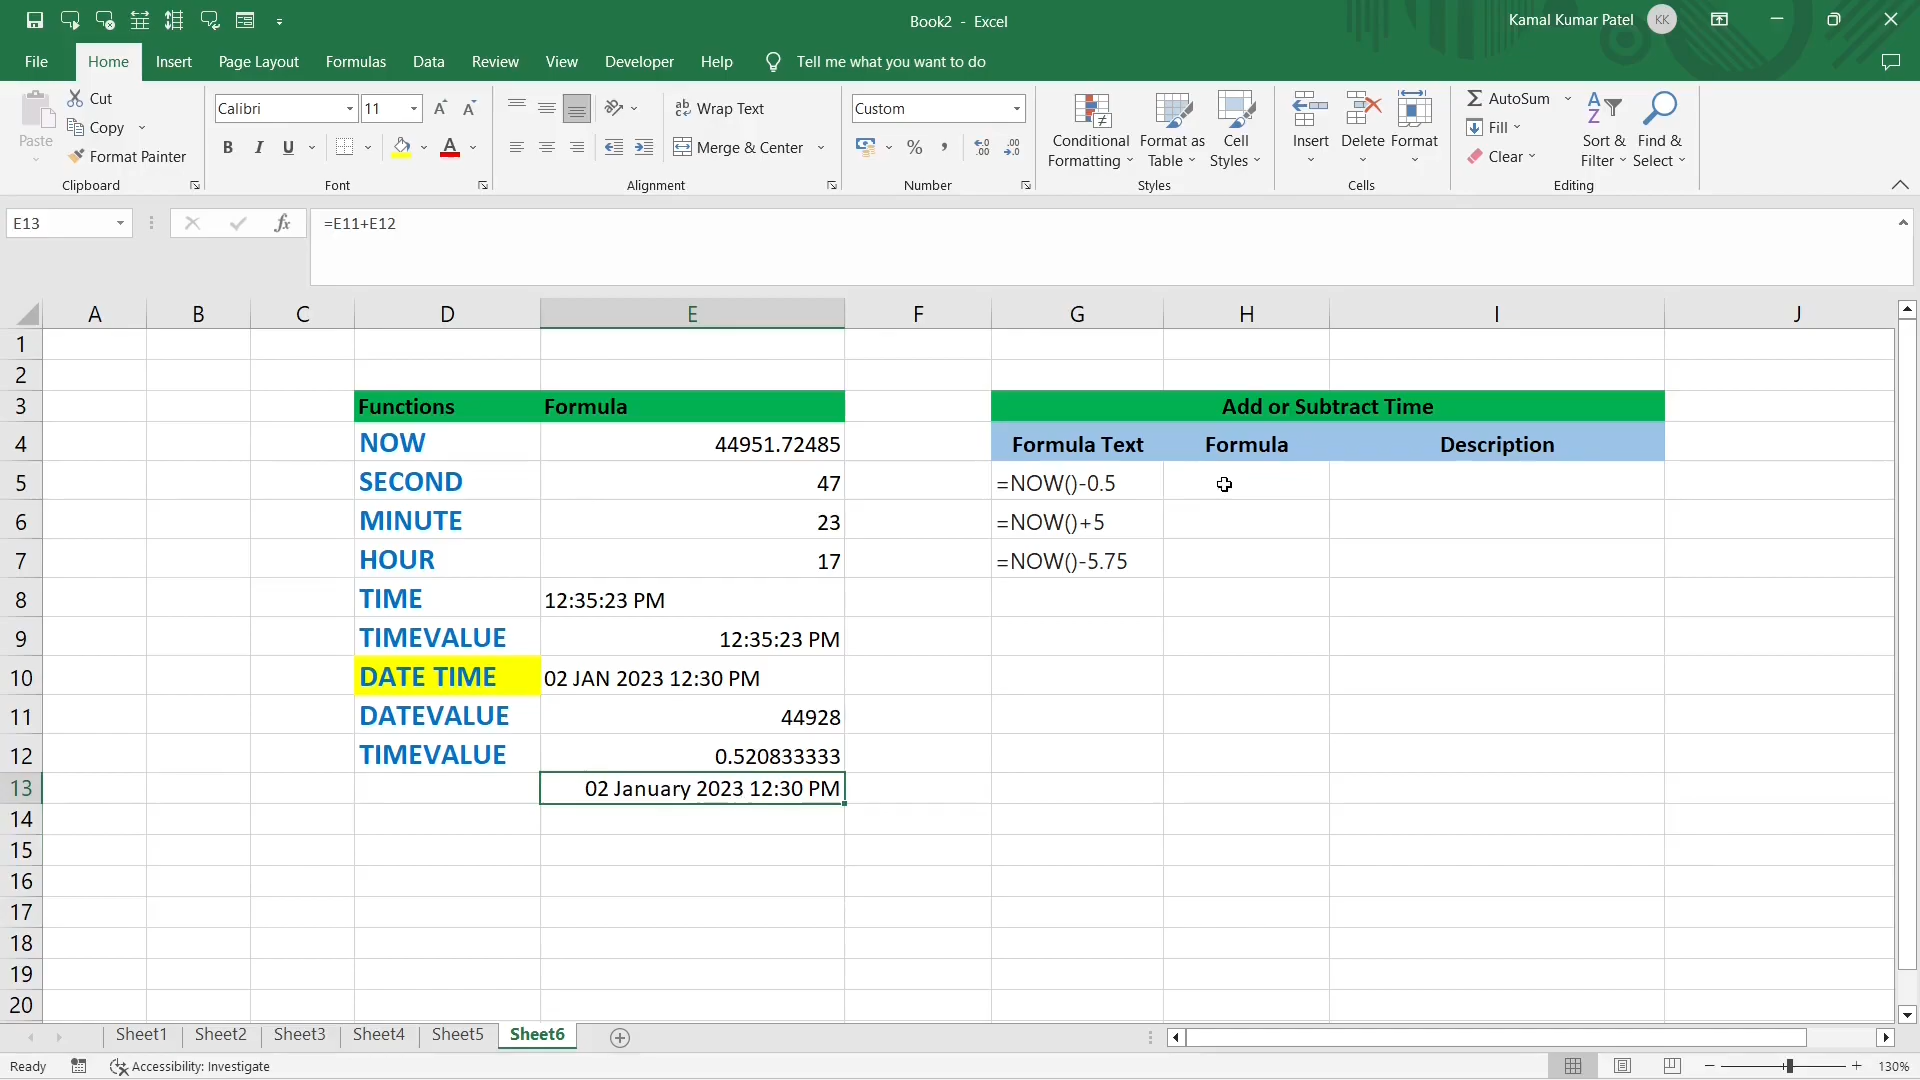 Book2 - Excel
Kamal Kumar Patel KK
File Home Insert Page Layout Formulas Data Review View Developer Help Tell me what you want to do
Paste
Cut
Copy
Format Painter
Clipboard
Calibri 11
B I U
Font
Wrap Text
Merge & Center
Alignment
Custom
Number
Conditional Formatting
Format as Table
Cell Styles
Styles
Insert
Delete
Format
Cells
AutoSum
Fill
Clear
Sort & Filter
Find & Select
Editing
E13 fx =E11+E12
A B C D E F G H I J
1
2
3 Functions Formula Add or Subtract Time
4 NOW 44951.72485 Formula Text Formula Description
5 SECOND 47 =NOW()-0.5
6 MINUTE 23 =NOW()+5
7 HOUR 17 =NOW()-5.75
8 TIME 12:35:23 PM
9 TIMEVALUE 12:35:23 PM
10 DATE TIME 02 JAN 2023 12:30 PM
11 DATEVALUE 44928
12 TIMEVALUE 0.520833333
13 02 January 2023 12:30 PM
14
15
16
17
18
19
20
Sheet1 Sheet2 Sheet3 Sheet4 Sheet5 Sheet6
Ready Accessibility: Investigate 130%